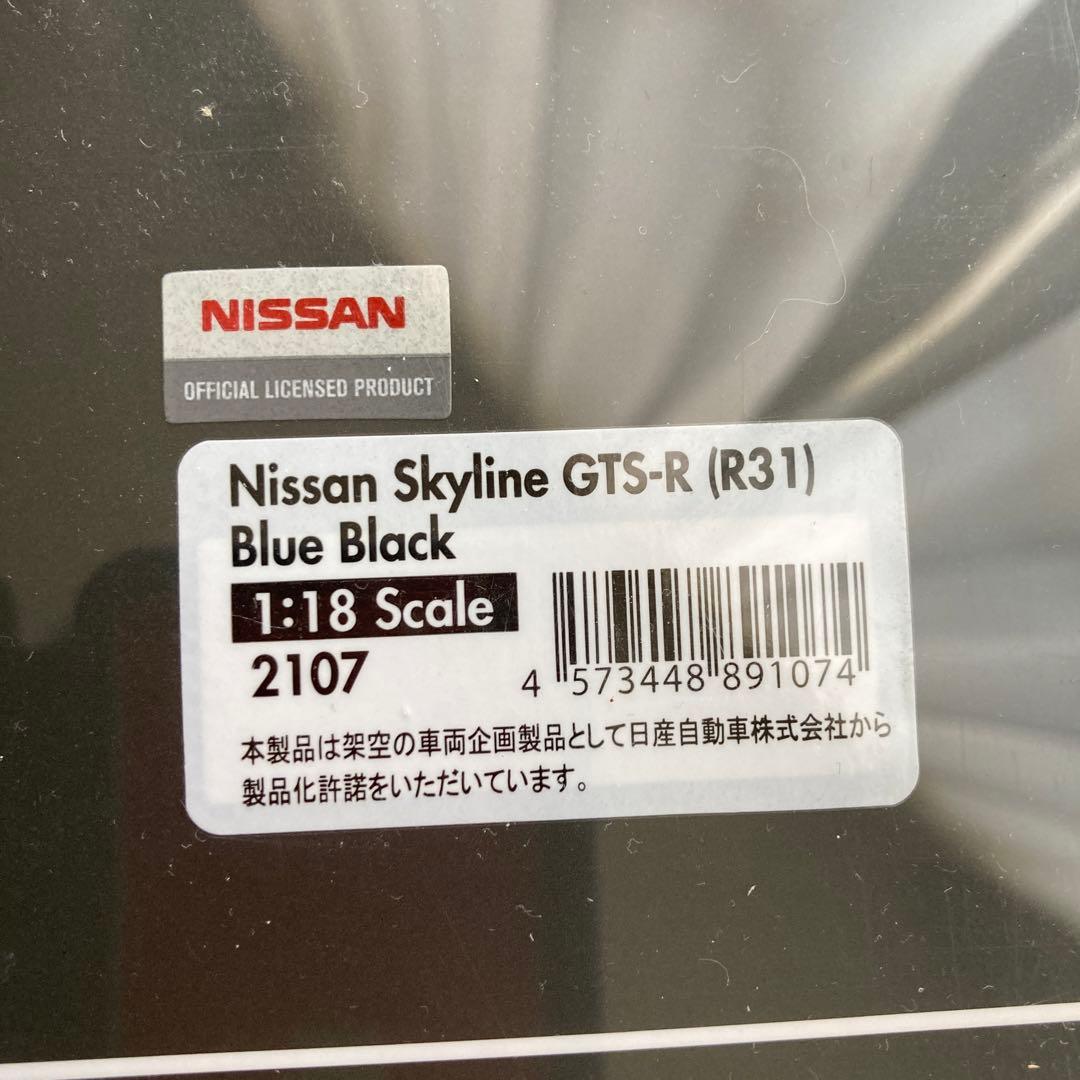 NISSAN
OFFICIAL LICENSED PRODUCT
Nissan Skyline GTS-R (R31)
Blue Black
1:18 Scale
2107
4 573448 891074
本製品は架空の車両企画製品として日産自動車株式会社から
製品化許諾をいただいています。